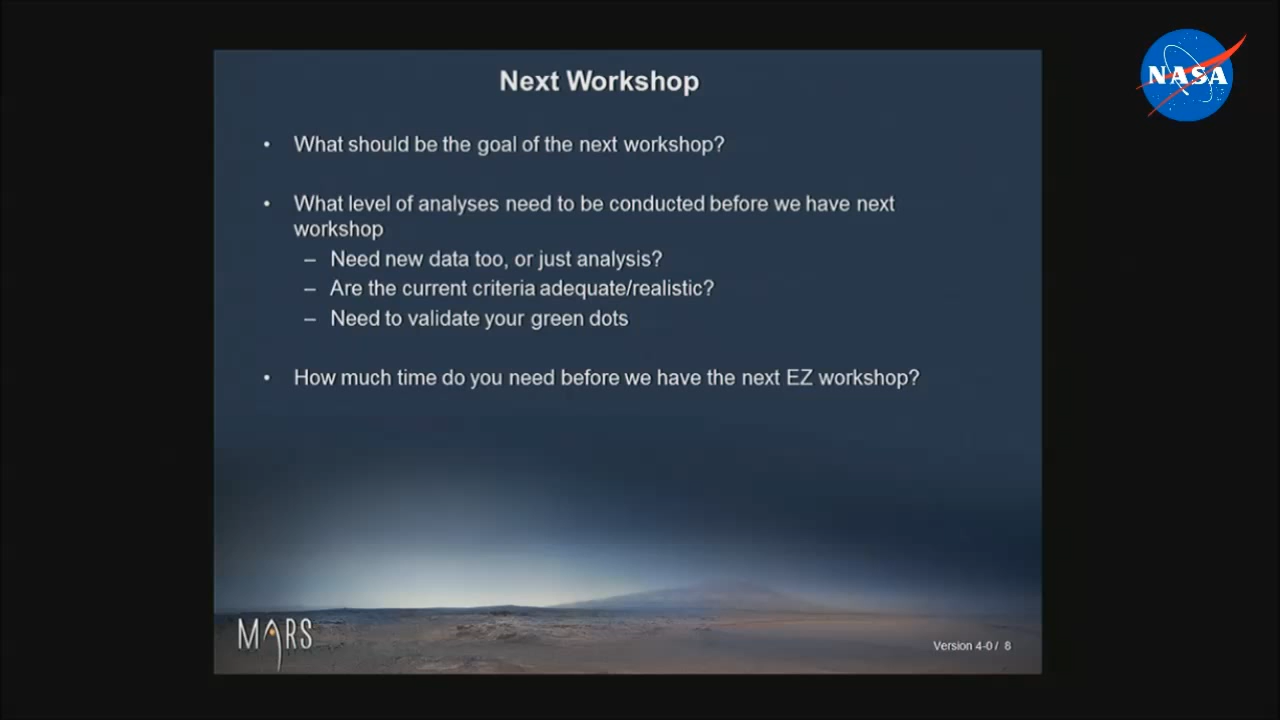 NASA
Next Workshop
• What should be the goal of the next workshop?
• What level of analyses need to be conducted before we have next
workshop
– Need new data too, or just analysis?
– Are the current criteria adequate/realistic?
– Need to validate your green dots
• How much time do you need before we have the next EZ workshop?
MARS
Version 4-0 / 8